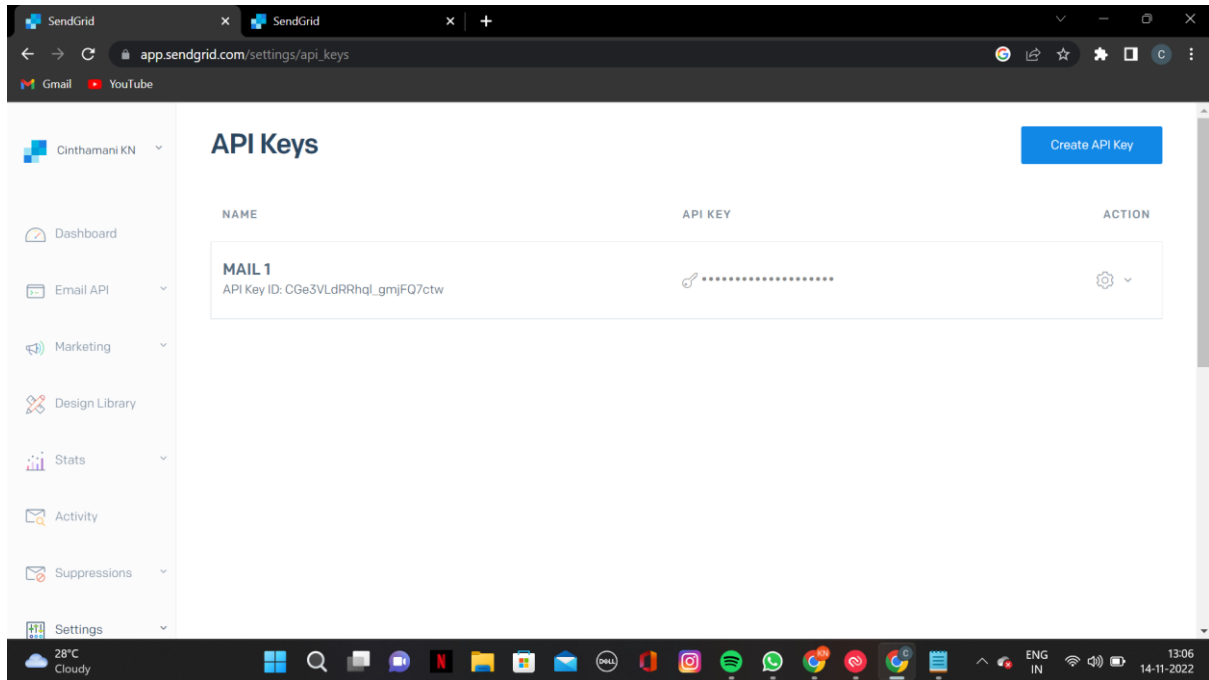 SendGrid
SendGrid
app.sendgrid.com/settings/api_keys
Gmail
YouTube
Cinthamani KN
API Keys
Create API Key
NAME
API KEY
ACTION
Dashboard
MAIL 1
API Key ID: CGe3VLdRRhql_gmjFQ7ctw
••••••••••••••••••••
Email API
Marketing
Design Library
Stats
Activity
Suppressions
Settings
28°C
Cloudy
N
DELL
KN
C
C
ENG
IN
13:06
14-11-2022